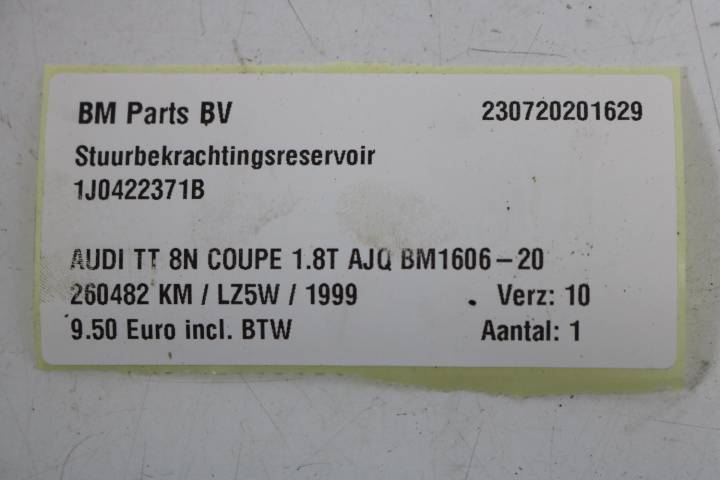 BM Parts BV 230720201629
Stuurbekrachtingsreservoir
1J0422371B
AUDI TT 8N COUPE 1.8T AJQ BM1606-20
260482 KM / LZ5W / 1999 Verz: 10
9.50 Euro incl. BTW Aantal: 1